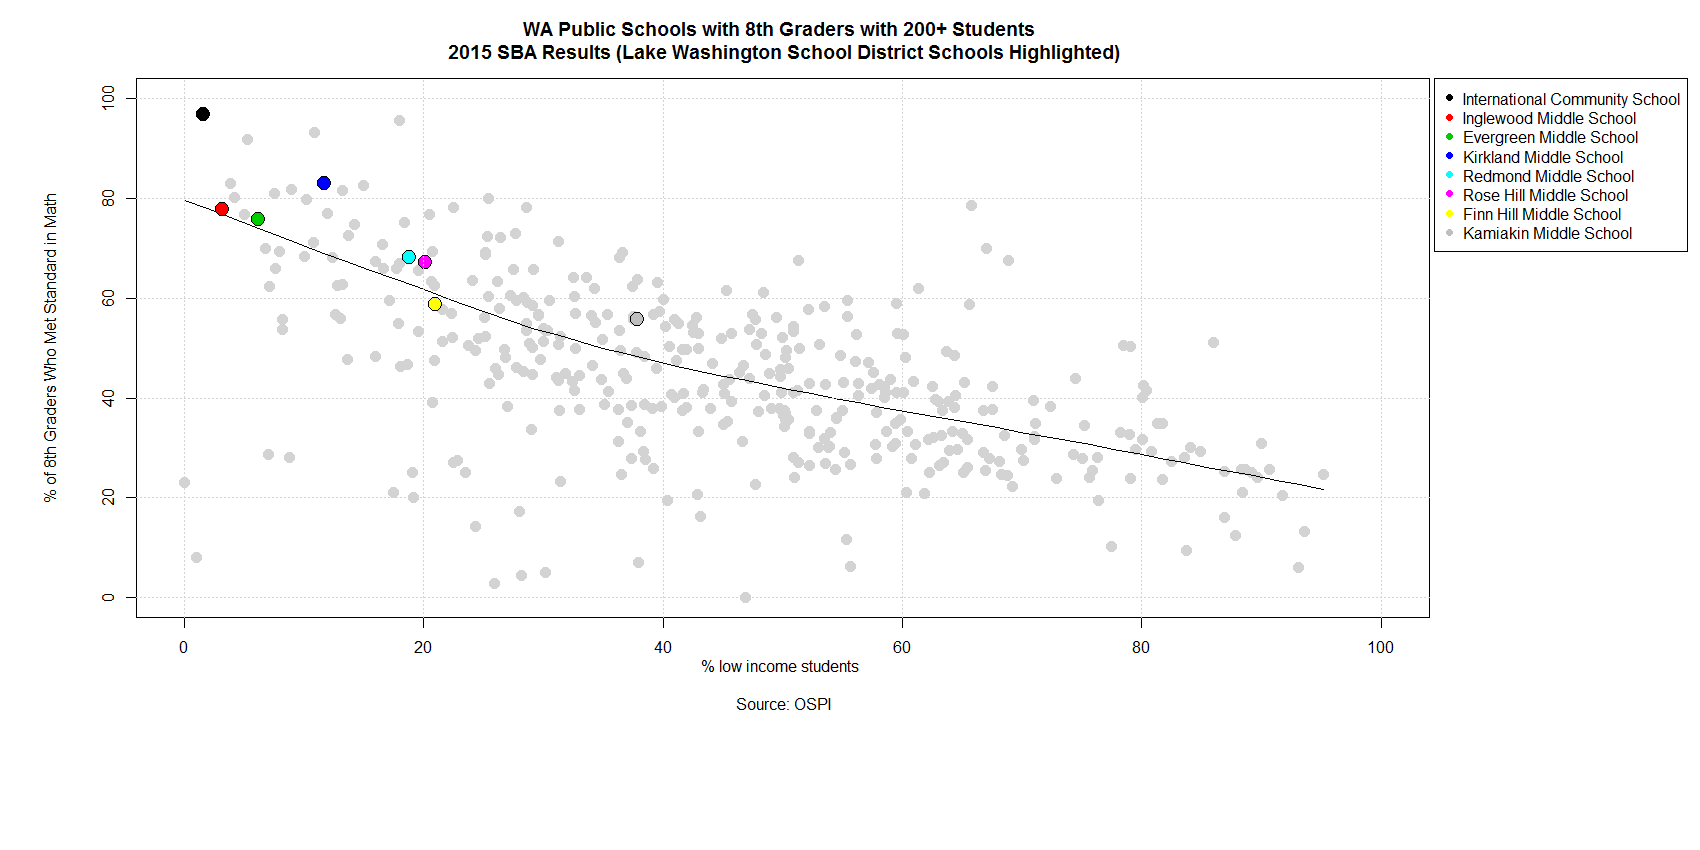 WA Public Schools with 8th Graders with 200+ Students
2015 SBA Results (Lake Washington School District Schools Highlighted)
% of 8th Graders Who Met Standard in Math
100
80
60
40
20
0
0 20 40 60 80 100
% low income students
Source: OSPI
International Community School
Inglewood Middle School
Evergreen Middle School
Kirkland Middle School
Redmond Middle School
Rose Hill Middle School
Finn Hill Middle School
Kamiakin Middle School